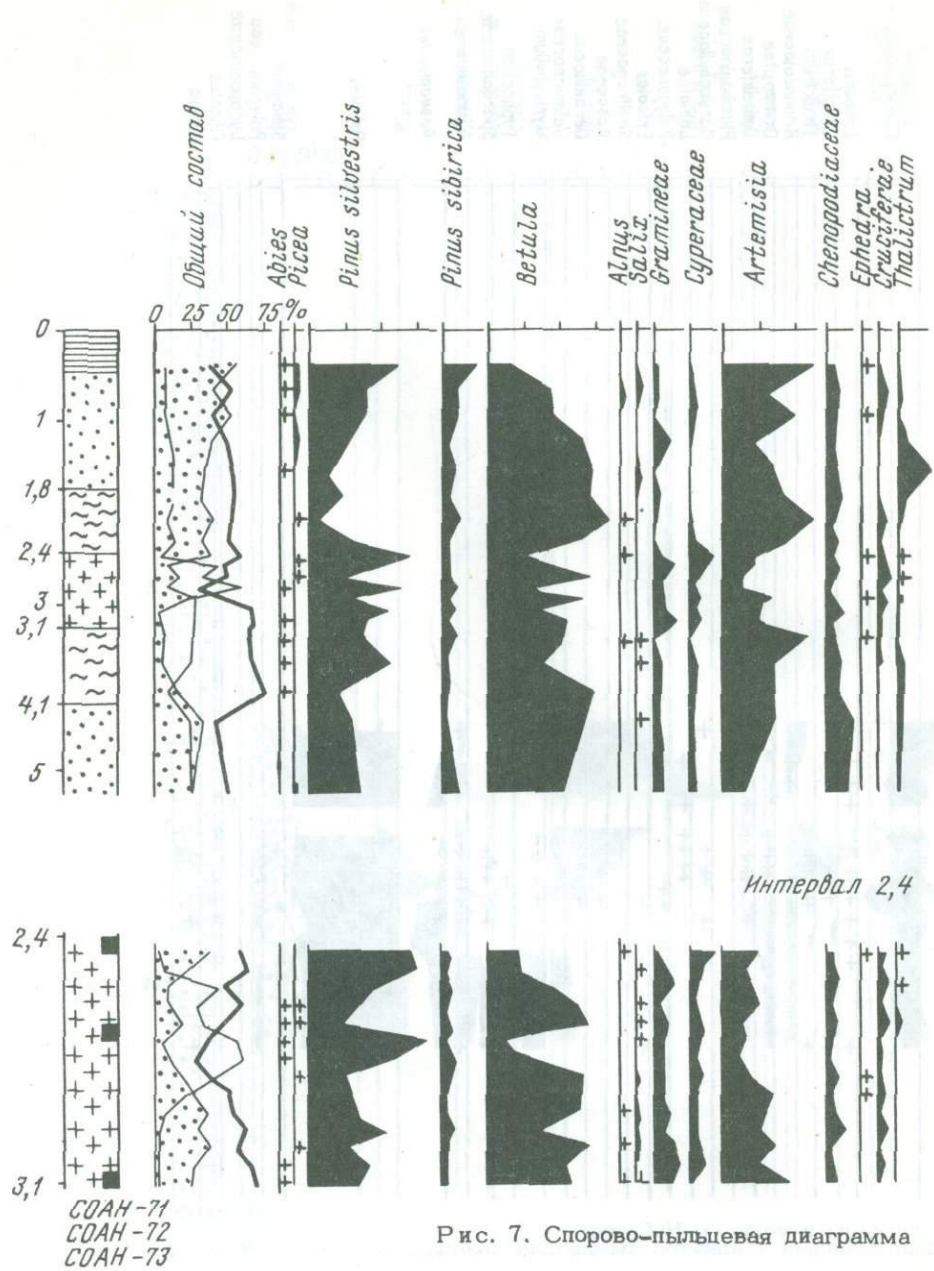 Общий состав
Abies
Picea
Pinus silvestris
Pinus sibirica
Betula
Alnus
Salix
Gramineae
Cyperaceae
Artemisia
Chenopodiaceae
Ephedra
Cruciferae
Thalictrum
0 25 50 75%
0
1
1,8
2,4
3
3,1
4,1
5
Интервал 2,4
2,4
3,1
СОАН-71
СОАН-72
СОАН-73
Рис. 7. Спорово-пыльцевая диаграмма